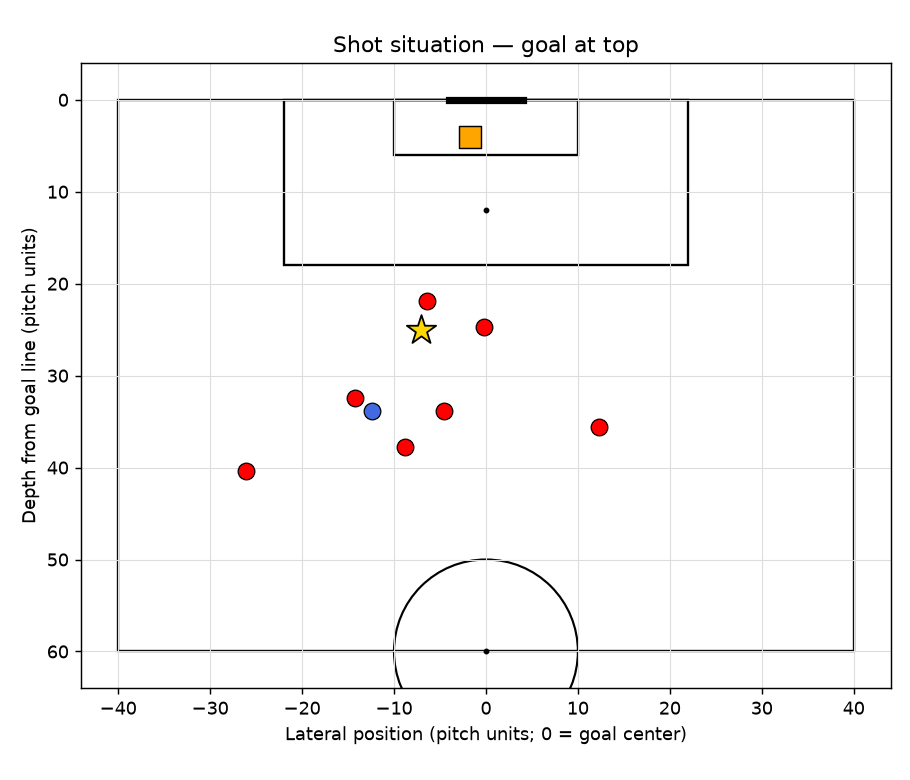 Shot situation — goal at top
0
10
20
30
40
50
60
Depth from goal line (pitch units)
−40 −30 −20 −10 0 10 20 30 40
Lateral position (pitch units; 0 = goal center)